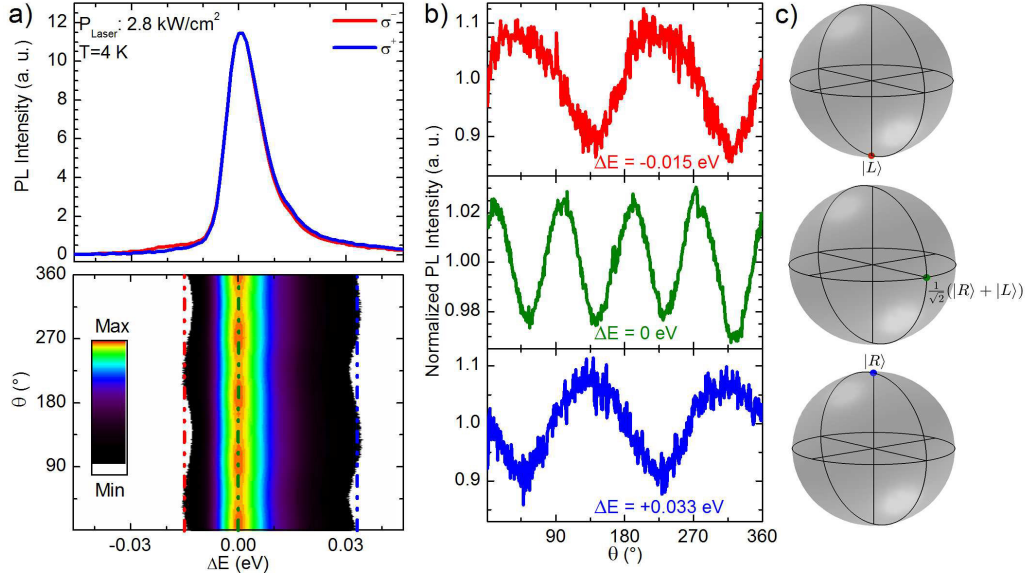 a)
P_Laser: 2.8 kW/cm²
T=4 K
σ⁻
σ⁺
PL Intensity (a. u.)
12
10
8
6
4
2
0
360
270
180
90
θ (°)
Max
Min
-0.03
0.00
0.03
ΔE (eV)
b)
Normalized PL Intensity (a. u.)
1.1
1.0
0.9
ΔE = -0.015 eV
1.02
1.00
0.98
ΔE = 0 eV
1.1
1.0
0.9
ΔE = +0.033 eV
90
180
270
360
θ (°)
c)
|L⟩
1/√2(|R⟩ + |L⟩)
|R⟩